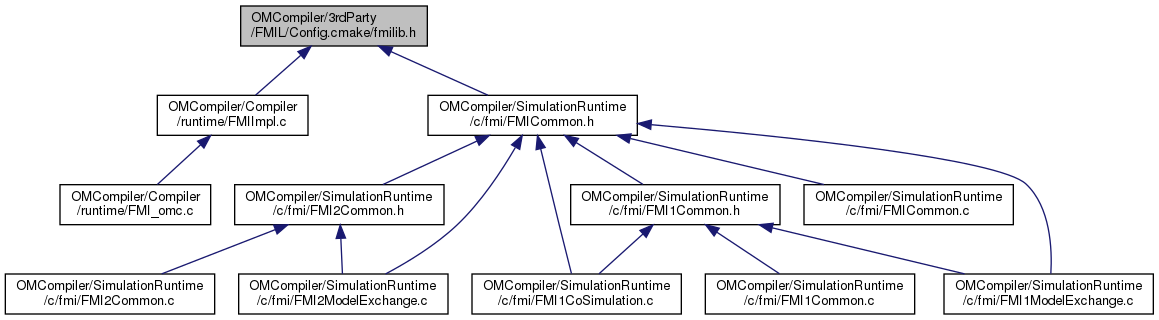 OMCompiler/3rdParty
/FMIL/Config.cmake/fmilib.h
OMCompiler/Compiler
/runtime/FMIImpl.c
OMCompiler/SimulationRuntime
/c/fmi/FMICommon.h
OMCompiler/Compiler
/runtime/FMI_omc.c
OMCompiler/SimulationRuntime
/c/fmi/FMI2Common.h
OMCompiler/SimulationRuntime
/c/fmi/FMI1Common.h
OMCompiler/SimulationRuntime
/c/fmi/FMICommon.c
OMCompiler/SimulationRuntime
/c/fmi/FMI2Common.c
OMCompiler/SimulationRuntime
/c/fmi/FMI2ModelExchange.c
OMCompiler/SimulationRuntime
/c/fmi/FMI1CoSimulation.c
OMCompiler/SimulationRuntime
/c/fmi/FMI1Common.c
OMCompiler/SimulationRuntime
/c/fmi/FMI1ModelExchange.c